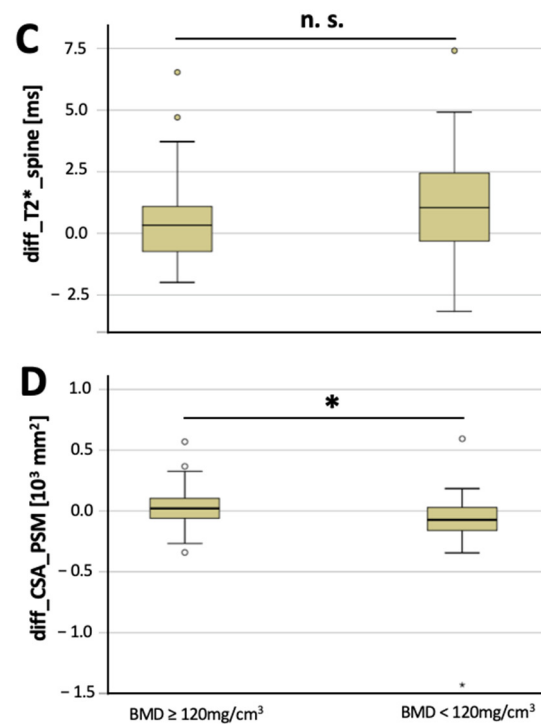 C
n. s.
diff_T2*_spine [ms]
7.5
5.0
2.5
0.0
− 2.5
D
*
diff_CSA_PSM [10³ mm²]
1.0
0.5
0.0
− 0.5
− 1.0
− 1.5
*
BMD ≥ 120mg/cm³
BMD < 120mg/cm³